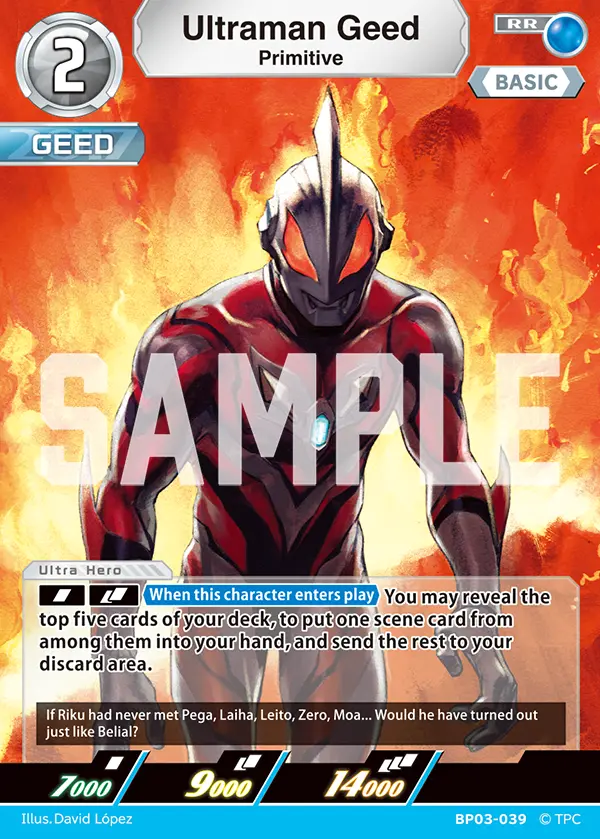 Ultraman Geed
Primitive
2
RR
BASIC
GEED
SAMPLE
Ultra Hero
When this character enters play You may reveal the
top five cards of your deck, to put one scene card from
among them into your hand, and send the rest to your
discard area.
If Riku had never met Pega, Laiha, Leito, Zero, Moa... Would he have turned out
just like Belial?
7000 9000 14000
Illus. David López BP03-039 © TPC